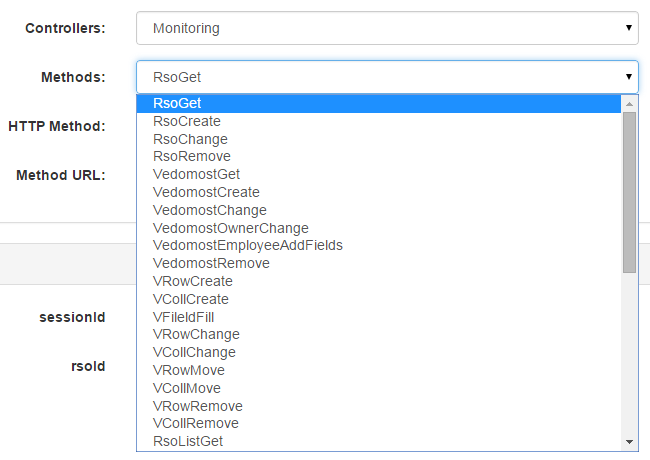 Controllers: Monitoring
Methods: RsoGet
RsoGet
HTTP Method: RsoCreate
RsoChange
RsoRemove
Method URL: VedomostGet
VedomostCreate
VedomostChange
VedomostOwnerChange
VedomostEmployeeAddFields
VedomostRemove
VRowCreate
VCollCreate
sessionId VFileldFill
VRowChange
VCollChange
rsoId VRowMove
VCollMove
VRowRemove
VCollRemove
RsoListGet